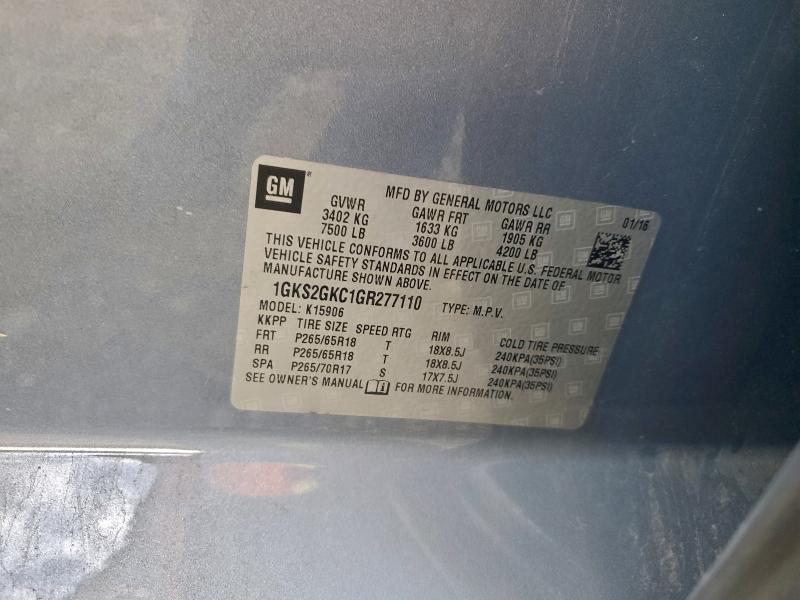 GM
MFD BY GENERAL MOTORS LLC
01/16
GVWR GAWR FRT GAWR RR
3402 KG 1633 KG 1905 KG
7500 LB 3600 LB 4200 LB
THIS VEHICLE CONFORMS TO ALL APPLICABLE U.S. FEDERAL MOTOR
VEHICLE SAFETY STANDARDS IN EFFECT ON THE DATE OF
MANUFACTURE SHOWN ABOVE.
1GKS2GKC1GR277110 TYPE: M.P.V.
MODEL: K15906
KKPP TIRE SIZE SPEED RTG RIM COLD TIRE PRESSURE
FRT P265/65R18 T 18X8.5J 240KPA(35PSI)
RR P265/65R18 T 18X8.5J 240KPA(35PSI)
SPA P265/70R17 S 17X7.5J 240KPA(35PSI)
SEE OWNER'S MANUAL FOR MORE INFORMATION.